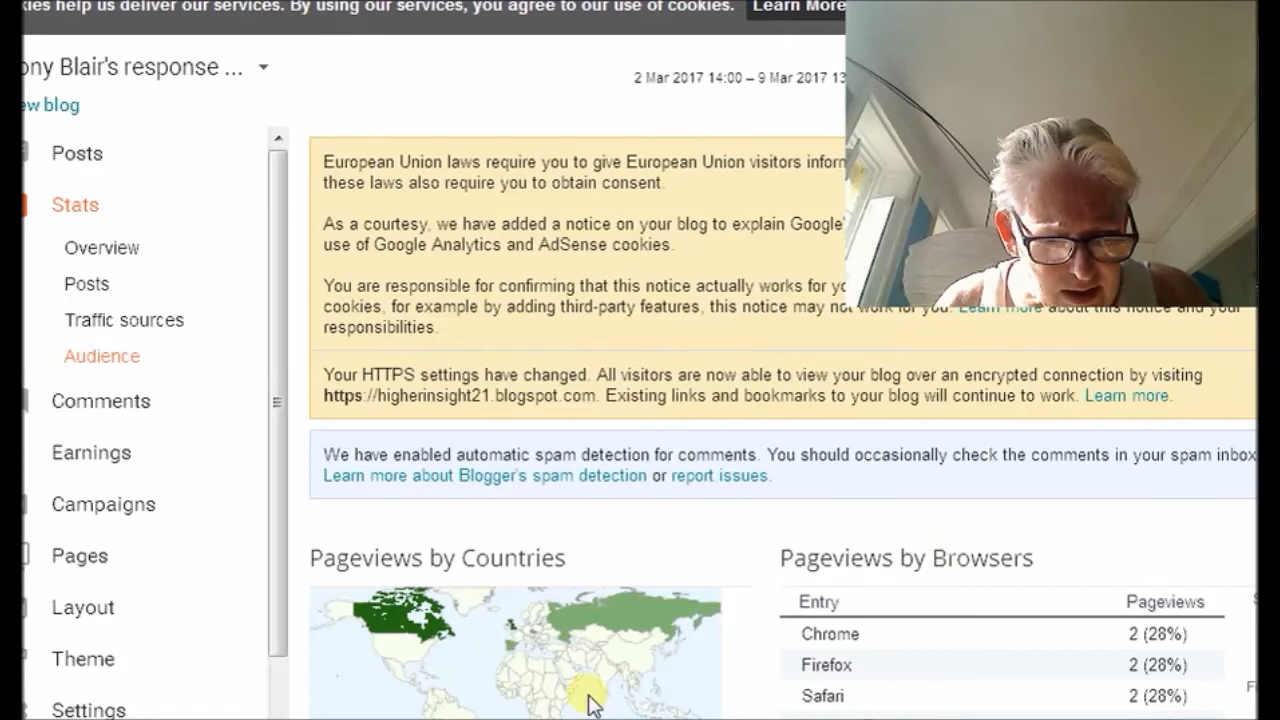 ies help us deliver our services. By using our services, you agree to our use of cookies. Learn More
ony Blair's response ...
2 Mar 2017 14:00 – 9 Mar 2017 13
ew blog
Posts
Stats
Overview
Posts
Traffic sources
Audience
Comments
Earnings
Campaigns
Pages
Layout
Theme
Settings
European Union laws require you to give European Union visitors inforn
these laws also require you to obtain consent.
As a courtesy, we have added a notice on your blog to explain Google'
use of Google Analytics and AdSense cookies.
You are responsible for confirming that this notice actually works for yo
cookies, for example by adding third-party features, this notice may not work for you. Learn more about this notice and your
responsibilities.
Your HTTPS settings have changed. All visitors are now able to view your blog over an encrypted connection by visiting
https://higherinsight21.blogspot.com. Existing links and bookmarks to your blog will continue to work. Learn more.
We have enabled automatic spam detection for comments. You should occasionally check the comments in your spam inbox
Learn more about Blogger's spam detection or report issues.
Pageviews by Countries
Pageviews by Browsers
Entry Pageviews
Chrome 2 (28%)
Firefox 2 (28%)
Safari 2 (28%)